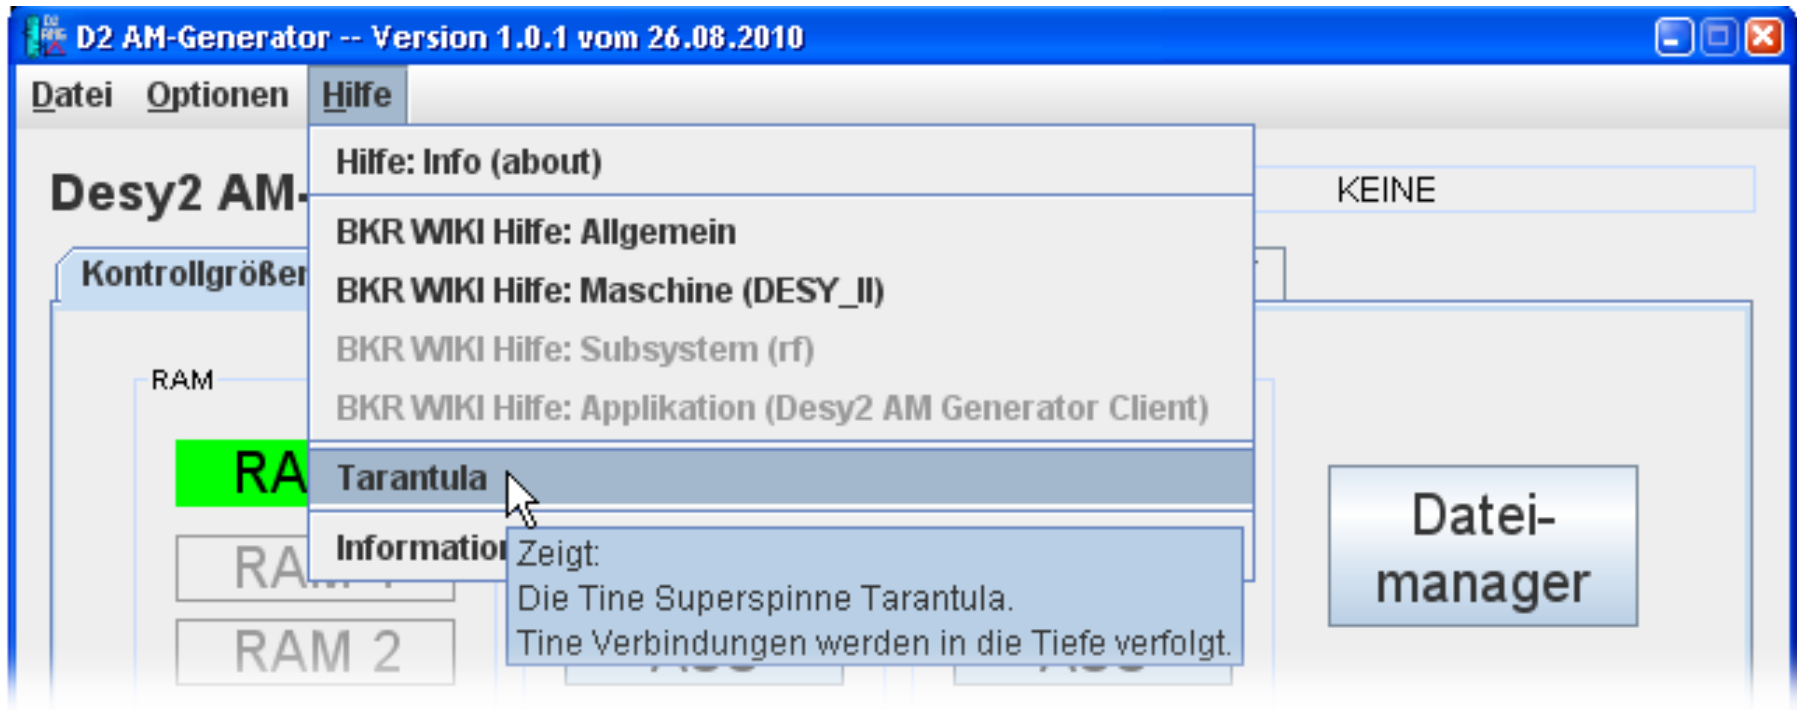 D2 AM-Generator -- Version 1.0.1 vom 26.08.2010
Datei Optionen Hilfe
Hilfe: Info (about)
Desy2 AM-
KEINE
BKR WIKI Hilfe: Allgemein
Kontrollgrößen
BKR WIKI Hilfe: Maschine (DESY_II)
BKR WIKI Hilfe: Subsystem (rf)
RAM
BKR WIKI Hilfe: Applikation (Desy2 AM Generator Client)
RA
Tarantula
Datei-
manager
Information
Zeigt:
Die Tine Superspinne Tarantula.
Tine Verbindungen werden in die Tiefe verfolgt.
RAM 1
RAM 2